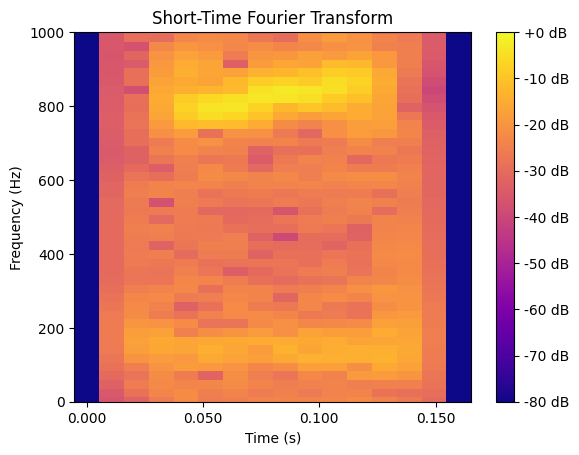 Short-Time Fourier Transform
1000
800
600
400
200
0
Frequency (Hz)
0.000
0.050
0.100
0.150
Time (s)
+0 dB
-10 dB
-20 dB
-30 dB
-40 dB
-50 dB
-60 dB
-70 dB
-80 dB